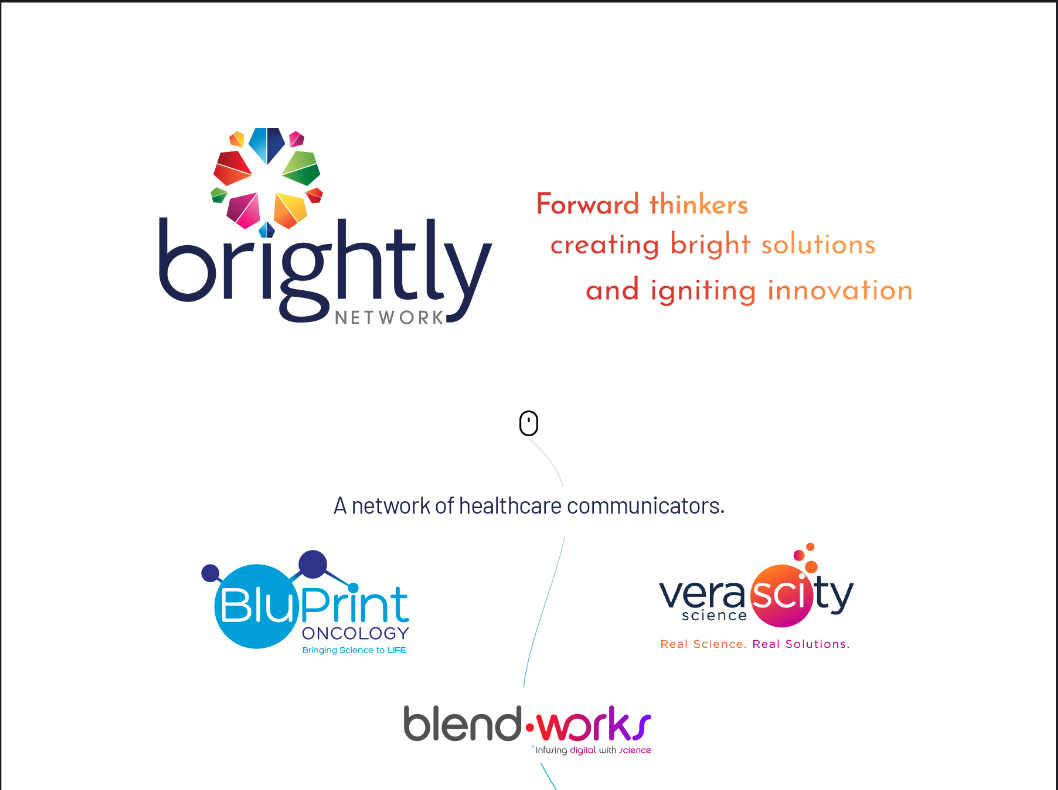 brightly
NETWORK
Forward thinkers
creating bright solutions
and igniting innovation
A network of healthcare communicators.
BluPrint
ONCOLOGY
Bringing Science to LIFE.
verascity
science
Real Science. Real Solutions.
blend·works
Infusing digital with science